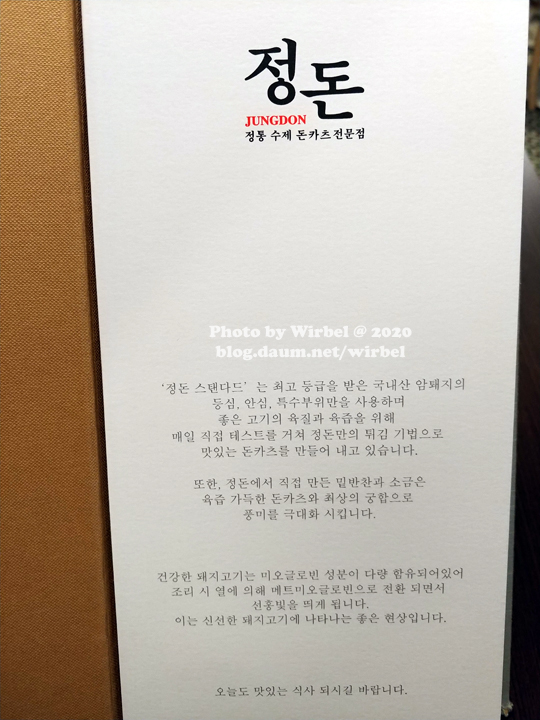 정돈
JUNGDON
정통 수제 돈카츠전문점
Photo by Wirbel @ 2020
blog.daum.net/wirbel
'정돈 스탠다드' 는 최고 등급을 받은 국내산 암퇘지의
등심, 안심, 특수부위만을 사용하며
좋은 고기의 육질과 육즙을 위해
매일 직접 테스트를 거쳐 정돈만의 튀김 기법으로
맛있는 돈카츠를 만들어 내고 있습니다.
또한, 정돈에서 직접 만든 밑반찬과 소금은
육즙 가득한 돈카츠와 최상의 궁합으로
풍미를 극대화 시킵니다.
건강한 돼지고기는 미오글로빈 성분이 다량 함유되어있어
조리 시 열에 의해 메트미오글로빈으로 전환 되면서
선홍빛을 띄게 됩니다.
이는 신선한 돼지고기에 나타나는 좋은 현상입니다.
오늘도 맛있는 식사 되시길 바랍니다.